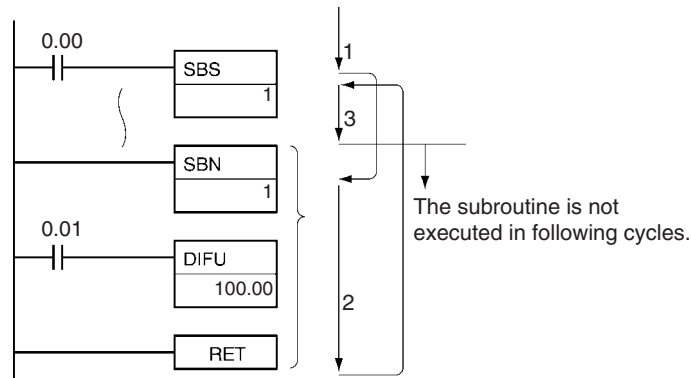 0.00
SBS
1
1
3
SBN
1
The subroutine is not
executed in following cycles.
0.01
DIFU
100.00
2
RET